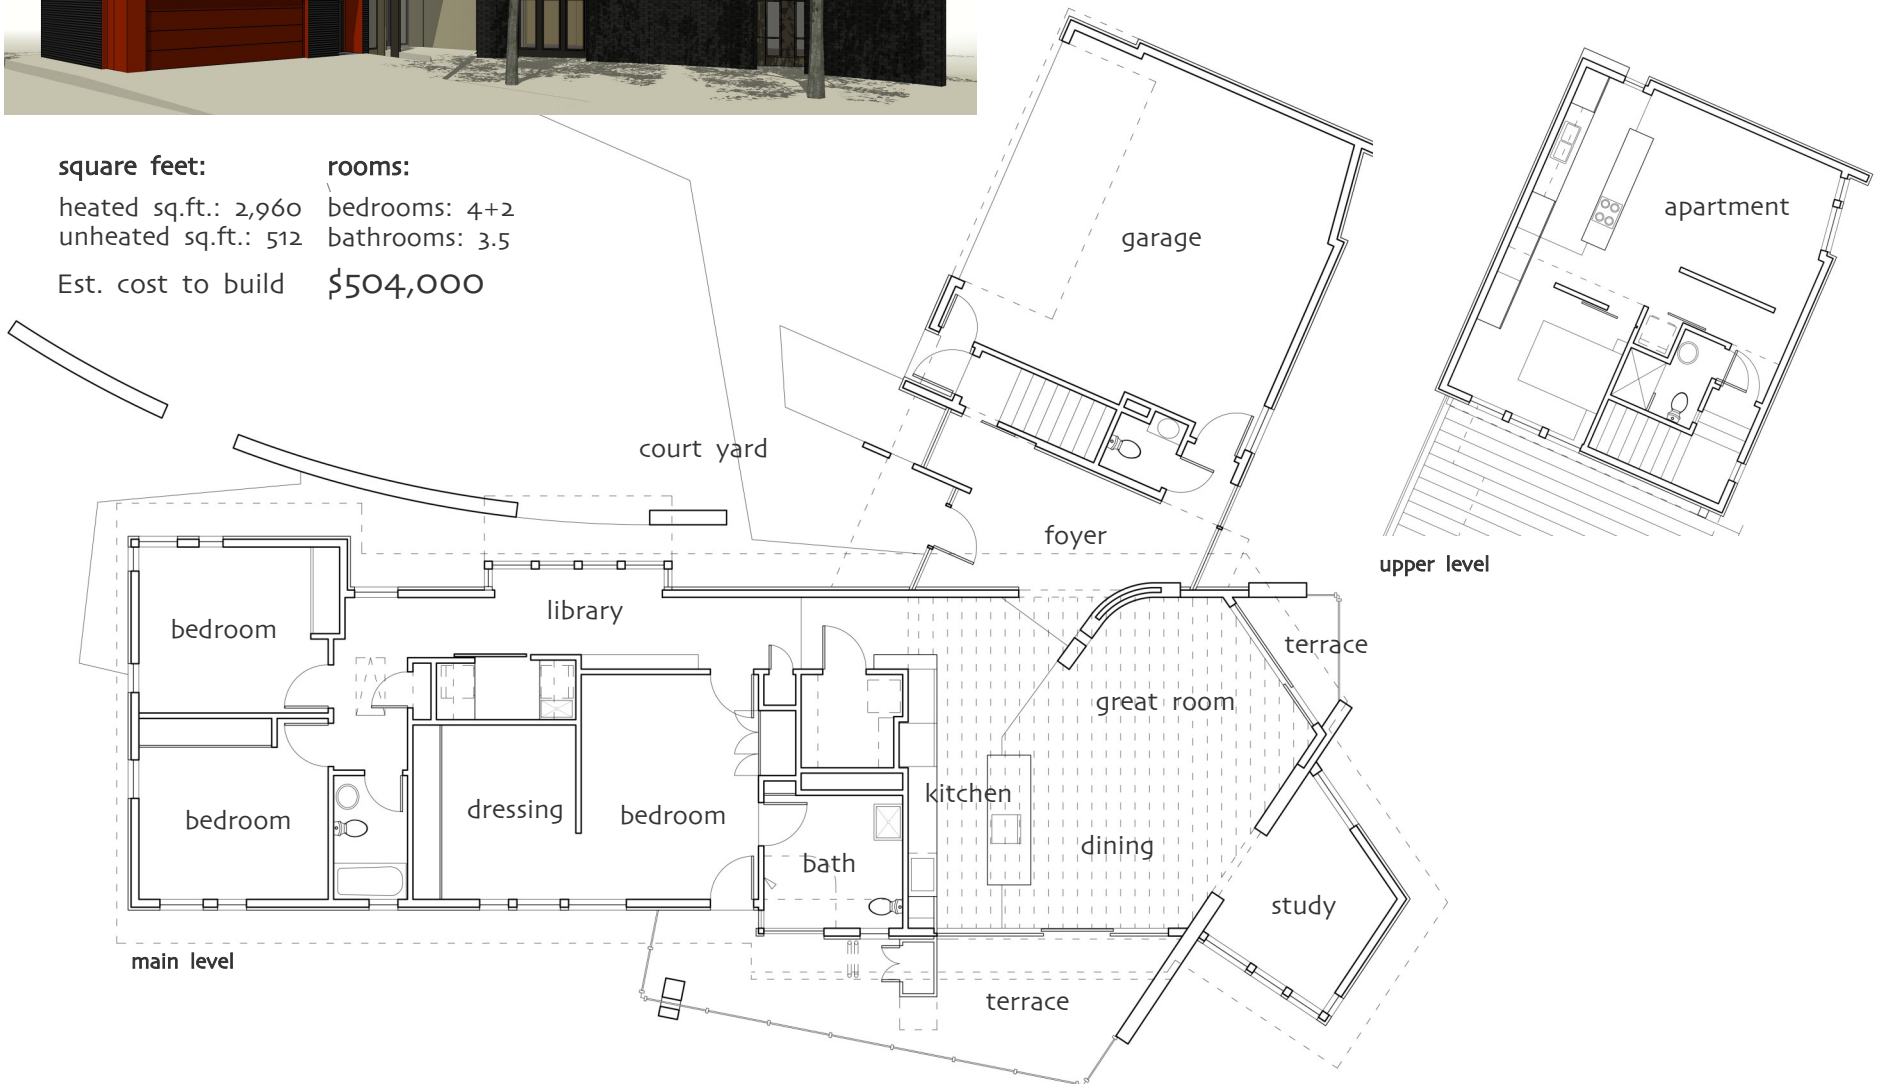 square feet: rooms:
heated sq.ft.: 2,960 bedrooms: 4+2
unheated sq.ft.: 512 bathrooms: 3.5
Est. cost to build $504,000
garage
apartment
court yard
foyer
upper level
library
bedroom
terrace
great room
kitchen
dressing
bedroom
bedroom
dining
bath
study
main level
terrace